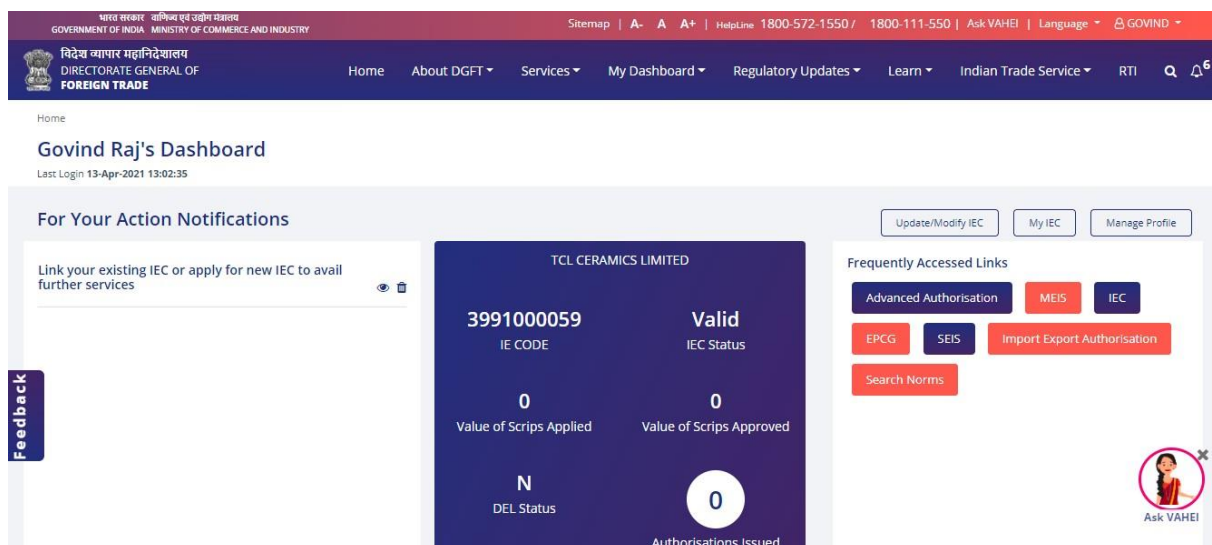 भारत सरकार वाणिज्य एवं उद्योग मंत्रालय
GOVERNMENT OF INDIA MINISTRY OF COMMERCE AND INDUSTRY
Sitemap | A- A A+ | HelpLine 1800-572-1550 / 1800-111-550 | Ask VAHEI | Language GOVIND
विदेश व्यापार महानिदेशालय
DIRECTORATE GENERAL OF
FOREIGN TRADE
Home About DGFT Services My Dashboard Regulatory Updates Learn Indian Trade Service RTI 6
Home
Govind Raj's Dashboard
Last Login 13-Apr-2021 13:02:35
For Your Action Notifications
Update/Modify IEC My IEC Manage Profile
Link your existing IEC or apply for new IEC to avail
further services
TCL CERAMICS LIMITED
3991000059 Valid
IE CODE IEC Status
0 0
Value of Scrips Applied Value of Scrips Approved
N 0
DEL Status
Authorisations Issued
Frequently Accessed Links
Advanced Authorisation MEIS IEC
EPCG SEIS Import Export Authorisation
Search Norms
Feedback
Ask VAHEI